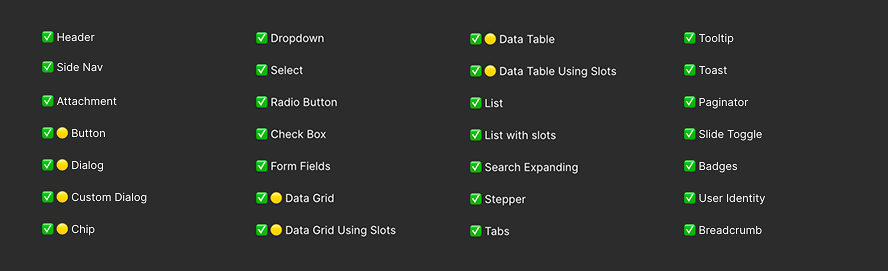 ✅ Header
✅ Side Nav
✅ Attachment
✅ 🟡 Button
✅ 🟡 Dialog
✅ 🟡 Custom Dialog
✅ 🟡 Chip
✅ Dropdown
✅ Select
✅ Radio Button
✅ Check Box
✅ Form Fields
✅ 🟡 Data Grid
✅ 🟡 Data Grid Using Slots
✅ 🟡 Data Table
✅ 🟡 Data Table Using Slots
✅ List
✅ List with slots
✅ Search Expanding
✅ Stepper
✅ Tabs
✅ Tooltip
✅ Toast
✅ Paginator
✅ Slide Toggle
✅ Badges
✅ User Identity
✅ Breadcrumb